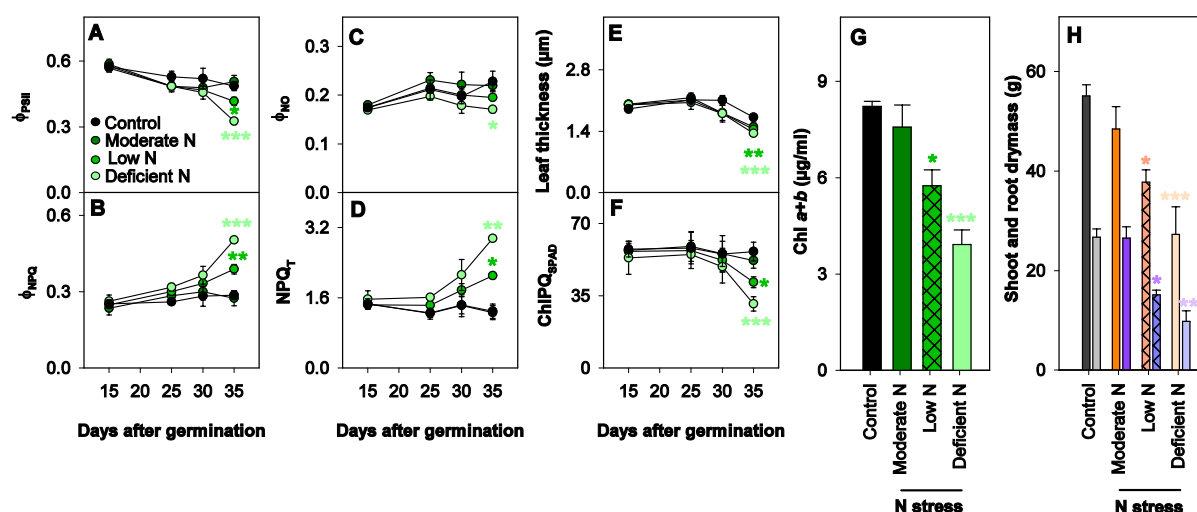 A
ΦPSII
0.6
0.3
0.0
Control
Moderate N
Low N
Deficient N
*
***
B
ΦNPQ
0.6
0.3
0.0
***
**
15 20 25 30 35
Days after germination
C
ΦNO
0.3
0.2
0.1
0.0
*
D
NPQT
3.2
1.6
0.0
**
*
15 20 25 30 35
Days after germination
E
Leaf thickness (µm)
2.8
1.4
0.0
**
***
F
ChlPQSPAD
70
35
0
*
***
15 20 25 30 35
Days after germination
G
Chl a+b (µg/ml)
9
6
3
0
*
***
Control
Moderate N
Low N
Deficient N
N stress
H
Shoot and root drymass (g)
60
40
20
0
*
*
***
**
Control
Moderate N
Low N
Deficient N
N stress